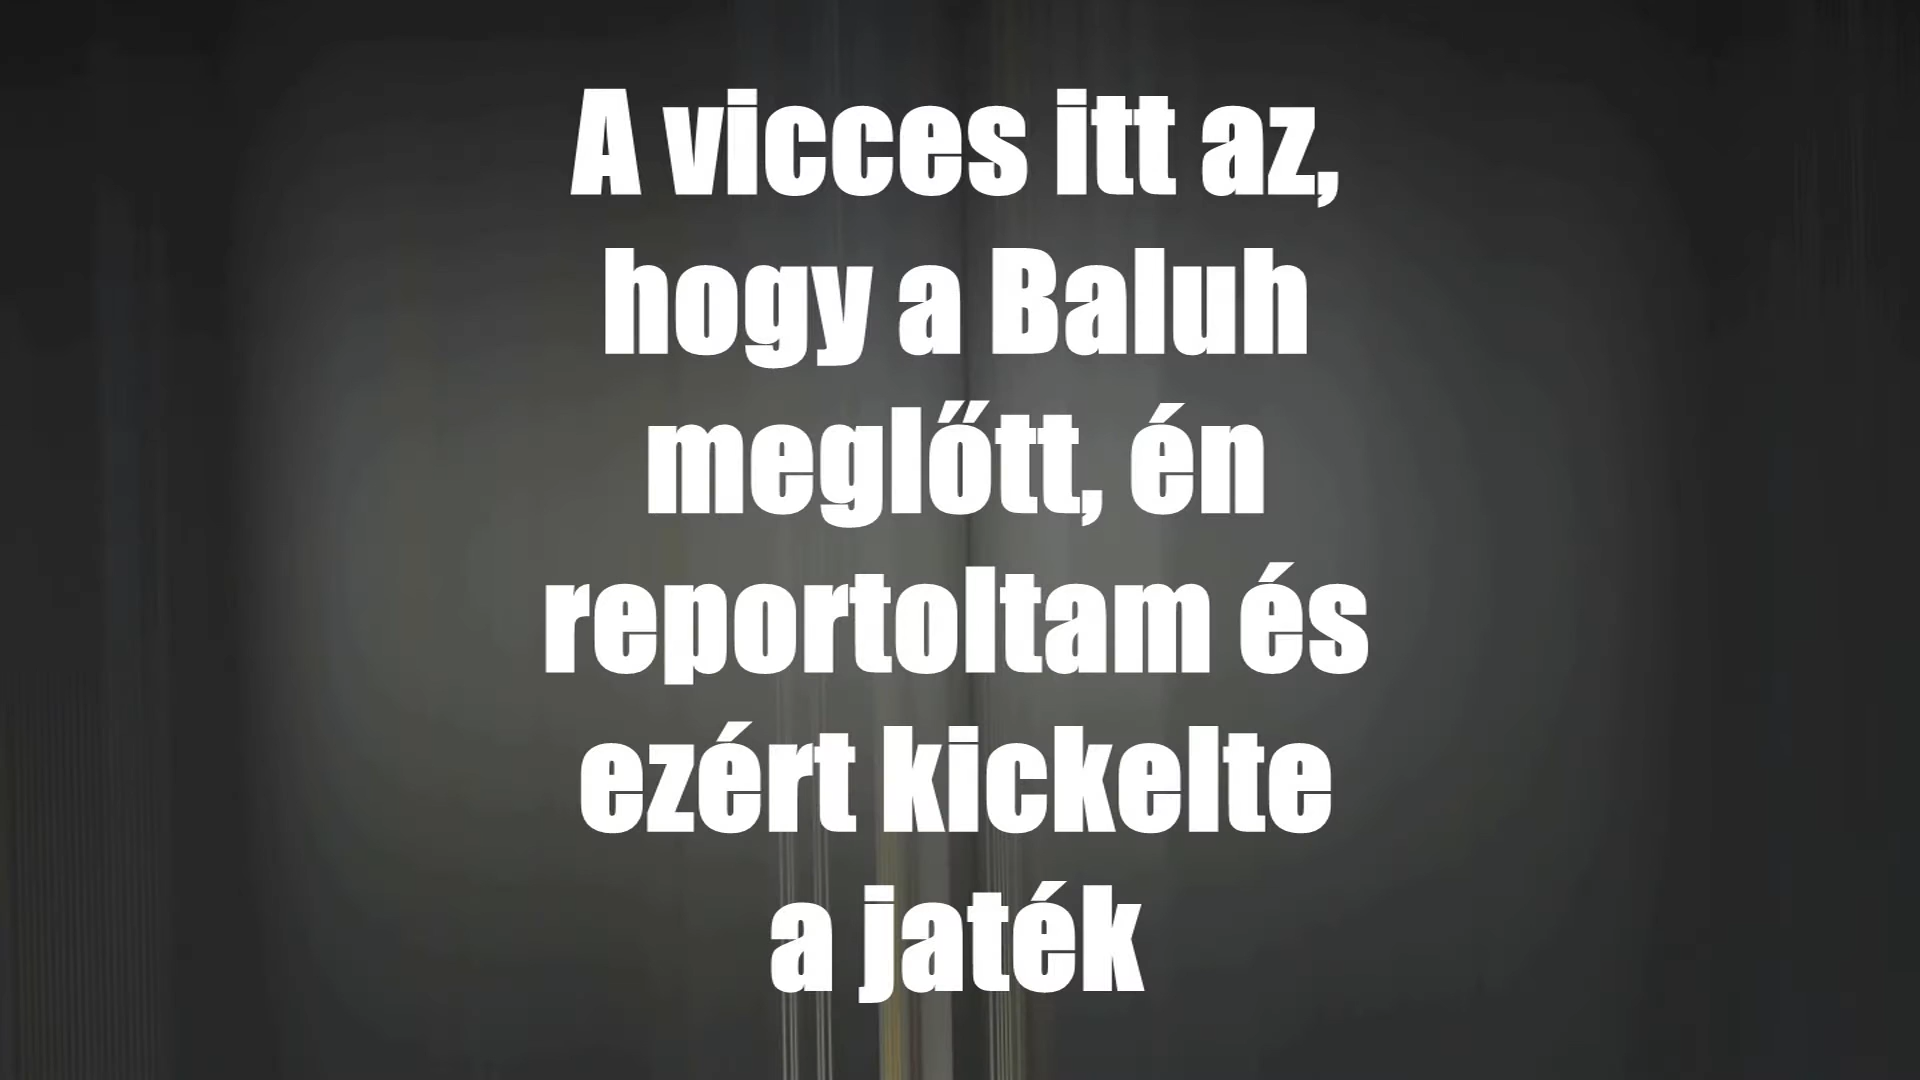 A vicces itt az,
hogy a Baluh
meglőtt, én
reportoltam és
ezért kickelte
a jaték